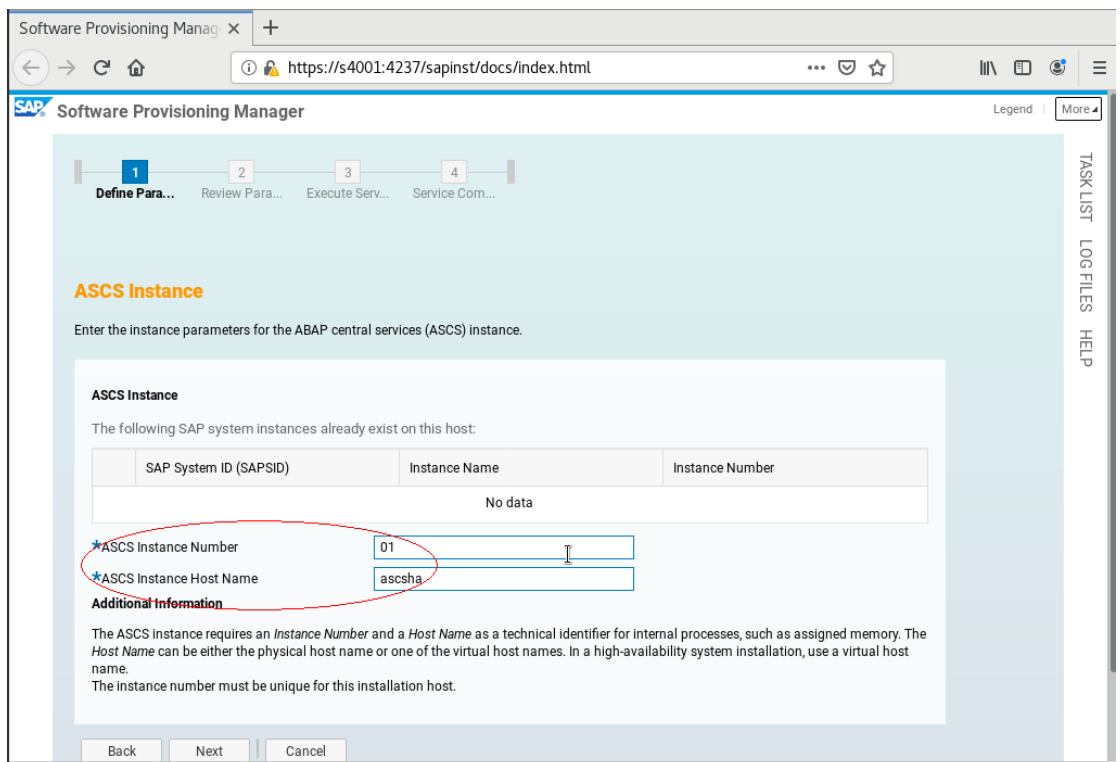 Software Provisioning Manag
https://s4001:4237/sapinst/docs/index.html
SAP Software Provisioning Manager
Legend
More
1
2
3
4
Define Para...
Review Para...
Execute Serv...
Service Com...
TASK LIST
LOG FILES
HELP
ASCS Instance
Enter the instance parameters for the ABAP central services (ASCS) instance.
ASCS Instance
The following SAP system instances already exist on this host:
SAP System ID (SAPSID)
Instance Name
Instance Number
No data
*ASCS Instance Number
01
*ASCS Instance Host Name
ascsha
Additional Information
The ASCS instance requires an Instance Number and a Host Name as a technical identifier for internal processes, such as assigned memory. The
Host Name can be either the physical host name or one of the virtual host names. In a high-availability system installation, use a virtual host
name.
The instance number must be unique for this installation host.
Back
Next
Cancel